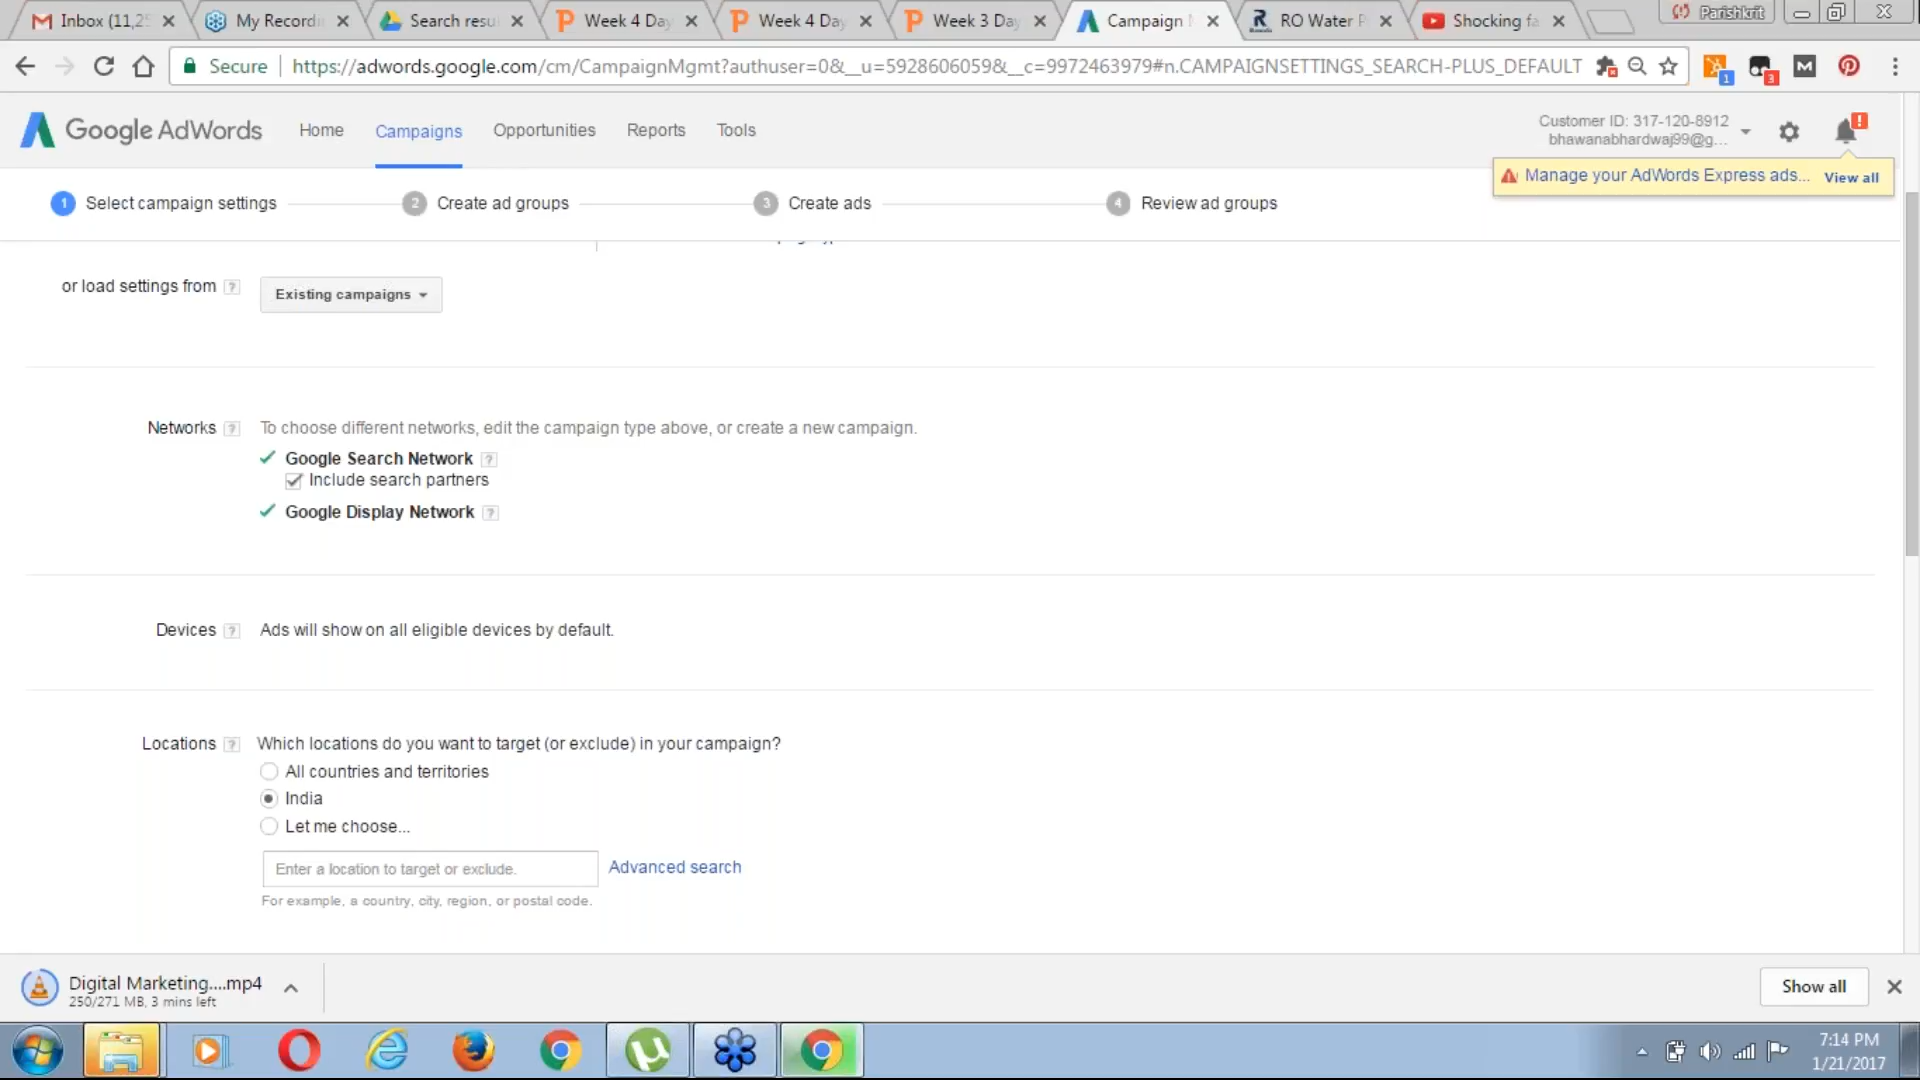 Inbox (11,25
My Recordi
Search resu
Week 4 Day
Week 4 Day
Week 3 Day
Campaign
RO Water P
Shocking fa
Parishkrit
Secure
https://adwords.google.com/cm/CampaignMgmt?authuser=0&__u=5928606059&__c=9972463979#n.CAMPAIGNSETTINGS_SEARCH-PLUS_DEFAULT
1
3
Google AdWords
Home
Campaigns
Opportunities
Reports
Tools
Customer ID: 317-120-8912
bhawanabhardwaj99@g...
Manage your AdWords Express ads... View all
1 Select campaign settings
2 Create ad groups
3 Create ads
4 Review ad groups
or load settings from ?
Existing campaigns
Networks ? To choose different networks, edit the campaign type above, or create a new campaign.
Google Search Network ?
Include search partners
Google Display Network ?
Devices ? Ads will show on all eligible devices by default.
Locations ? Which locations do you want to target (or exclude) in your campaign?
All countries and territories
India
Let me choose...
Enter a location to target or exclude. Advanced search
For example, a country, city, region, or postal code.
Digital Marketing....mp4
250/271 MB, 3 mins left
Show all
7:14 PM
1/21/2017